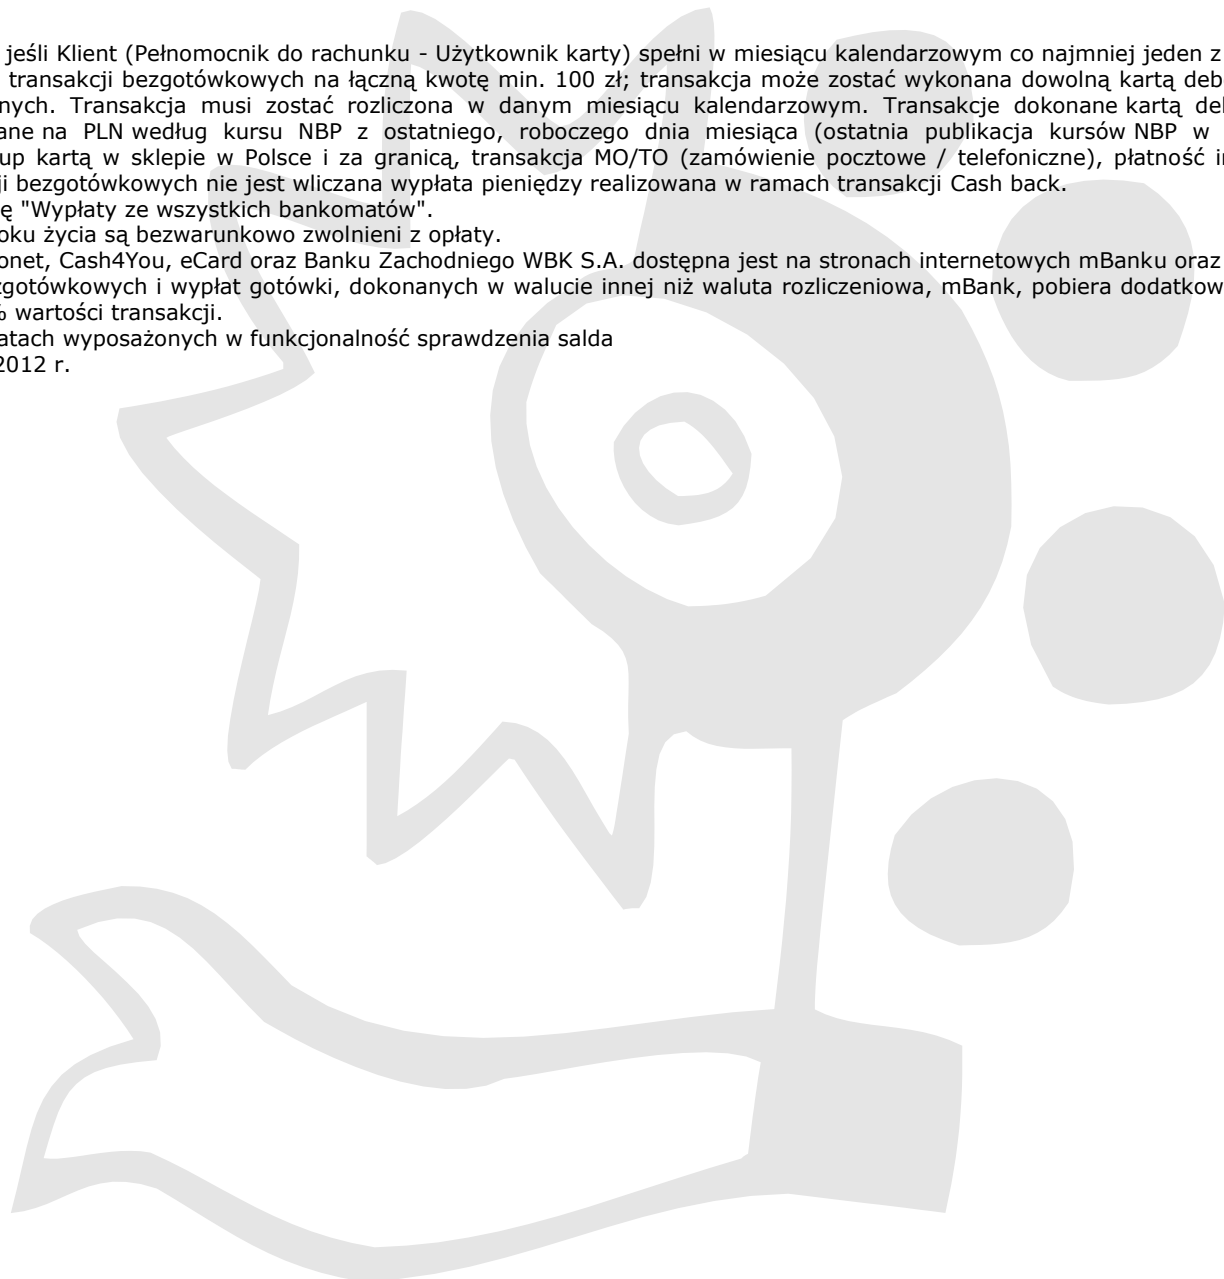 jeśli Klient (Pełnomocnik do rachunku - Użytkownik karty) spełni w miesiącu kalendarzowym co najmniej jeden z
transakcji bezgotówkowych na łączną kwotę min. 100 zł; transakcja może zostać wykonana dowolną kartą deb
nych. Transakcja musi zostać rozliczona w danym miesiącu kalendarzowym. Transakcje dokonane kartą del
ane na PLN według kursu NBP z ostatniego, roboczego dnia miesiąca (ostatnia publikacja kursów NBP w
up kartą w sklepie w Polsce i za granicą, transakcja MO/TO (zamówienie pocztowe / telefoniczne), płatność in
ji bezgotówkowych nie jest wliczana wypłata pieniędzy realizowana w ramach transakcji Cash back.
ę "Wypłaty ze wszystkich bankomatów".
oku życia są bezwarunkowo zwolnieni z opłaty.
onet, Cash4You, eCard oraz Banku Zachodniego WBK S.A. dostępna jest na stronach internetowych mBanku oraz
zgotówkowych i wypłat gotówki, dokonanych w walucie innej niż waluta rozliczeniowa, mBank, pobiera dodatkow
% wartości transakcji.
atach wyposażonych w funkcjonalność sprawdzenia salda
2012 r.